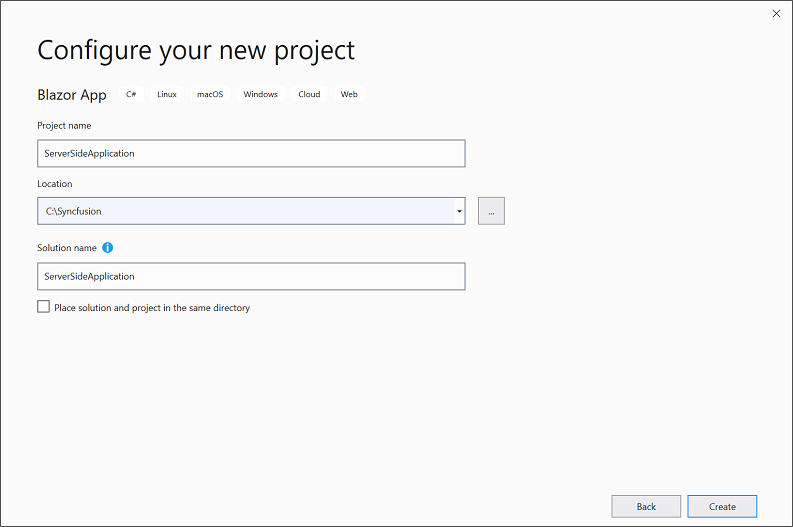 Configure your new project
Blazor App C# Linux macOS Windows Cloud Web
Project name
ServerSideApplication
Location
C:\Syncfusion
...
Solution name
ServerSideApplication
Place solution and project in the same directory
Back Create